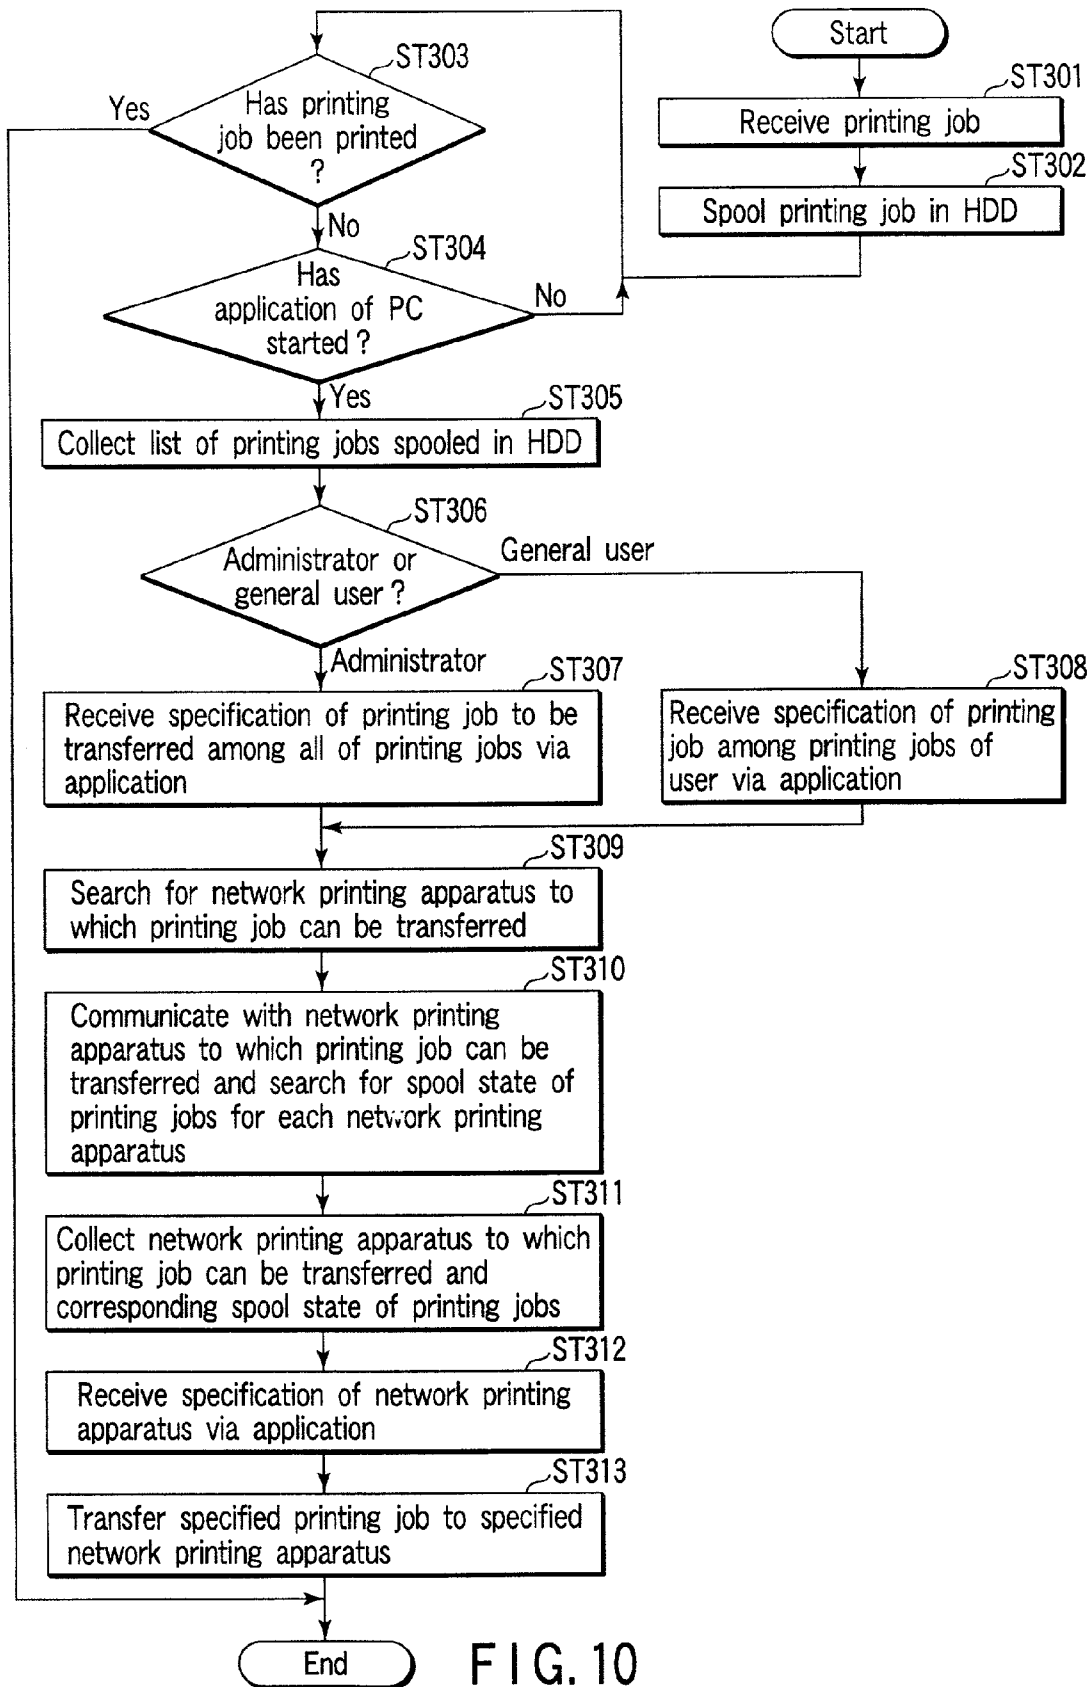 Start
ST301
Receive printing job
ST302
Spool printing job in HDD
ST303
Has printing
job been printed
?
Yes
No
ST304
Has
application of PC
started ?
No
Yes
ST305
Collect list of printing jobs spooled in HDD
ST306
Administrator or
general user ?
General user
Administrator
ST307
Receive specification of printing job to be
transferred among all of printing jobs via
application
ST308
Receive specification of printing
job among printing jobs of
user via application
ST309
Search for network printing apparatus to
which printing job can be transferred
ST310
Communicate with network printing
apparatus to which printing job can be
transferred and search for spool state of
printing jobs for each network printing
apparatus
ST311
Collect network printing apparatus to which
printing job can be transferred and
corresponding spool state of printing jobs
ST312
Receive specification of network printing
apparatus via application
ST313
Transfer specified printing job to specified
network printing apparatus
End
FIG. 10